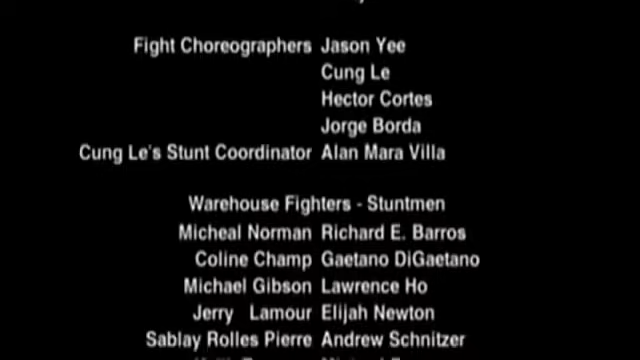 Fight Choreographers Jason Yee
Cung Le
Hector Cortes
Jorge Borda
Cung Le's Stunt Coordinator Alan Mara Villa
Warehouse Fighters - Stuntmen
Micheal Norman Richard E. Barros
Coline Champ Gaetano DiGaetano
Michael Gibson Lawrence Ho
Jerry Lamour Elijah Newton
Sablay Rolles Pierre Andrew Schnitzer